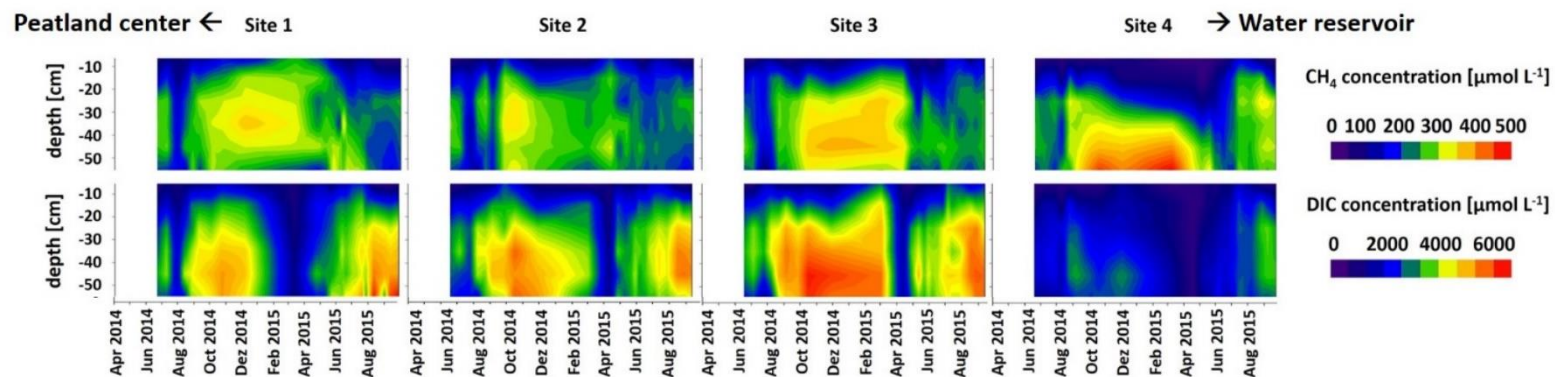 Peatland center ← Site 1 Site 2 Site 3 Site 4 → Water reservoir
depth [cm]
-10
-20
-30
-40
-50
CH₄ concentration [µmol L⁻¹]
0 100 200 300 400 500
depth [cm]
-10
-20
-30
-40
-50
DIC concentration [µmol L⁻¹]
0 2000 4000 6000
Apr 2014 Jun 2014 Aug 2014 Oct 2014 Dez 2014 Feb 2015 Apr 2015 Jun 2015 Aug 2015
Apr 2014 Jun 2014 Aug 2014 Oct 2014 Dez 2014 Feb 2015 Apr 2015 Jun 2015 Aug 2015
Apr 2014 Jun 2014 Aug 2014 Oct 2014 Dez 2014 Feb 2015 Apr 2015 Jun 2015 Aug 2015
Apr 2014 Jun 2014 Aug 2014 Oct 2014 Dez 2014 Feb 2015 Apr 2015 Jun 2015 Aug 2015